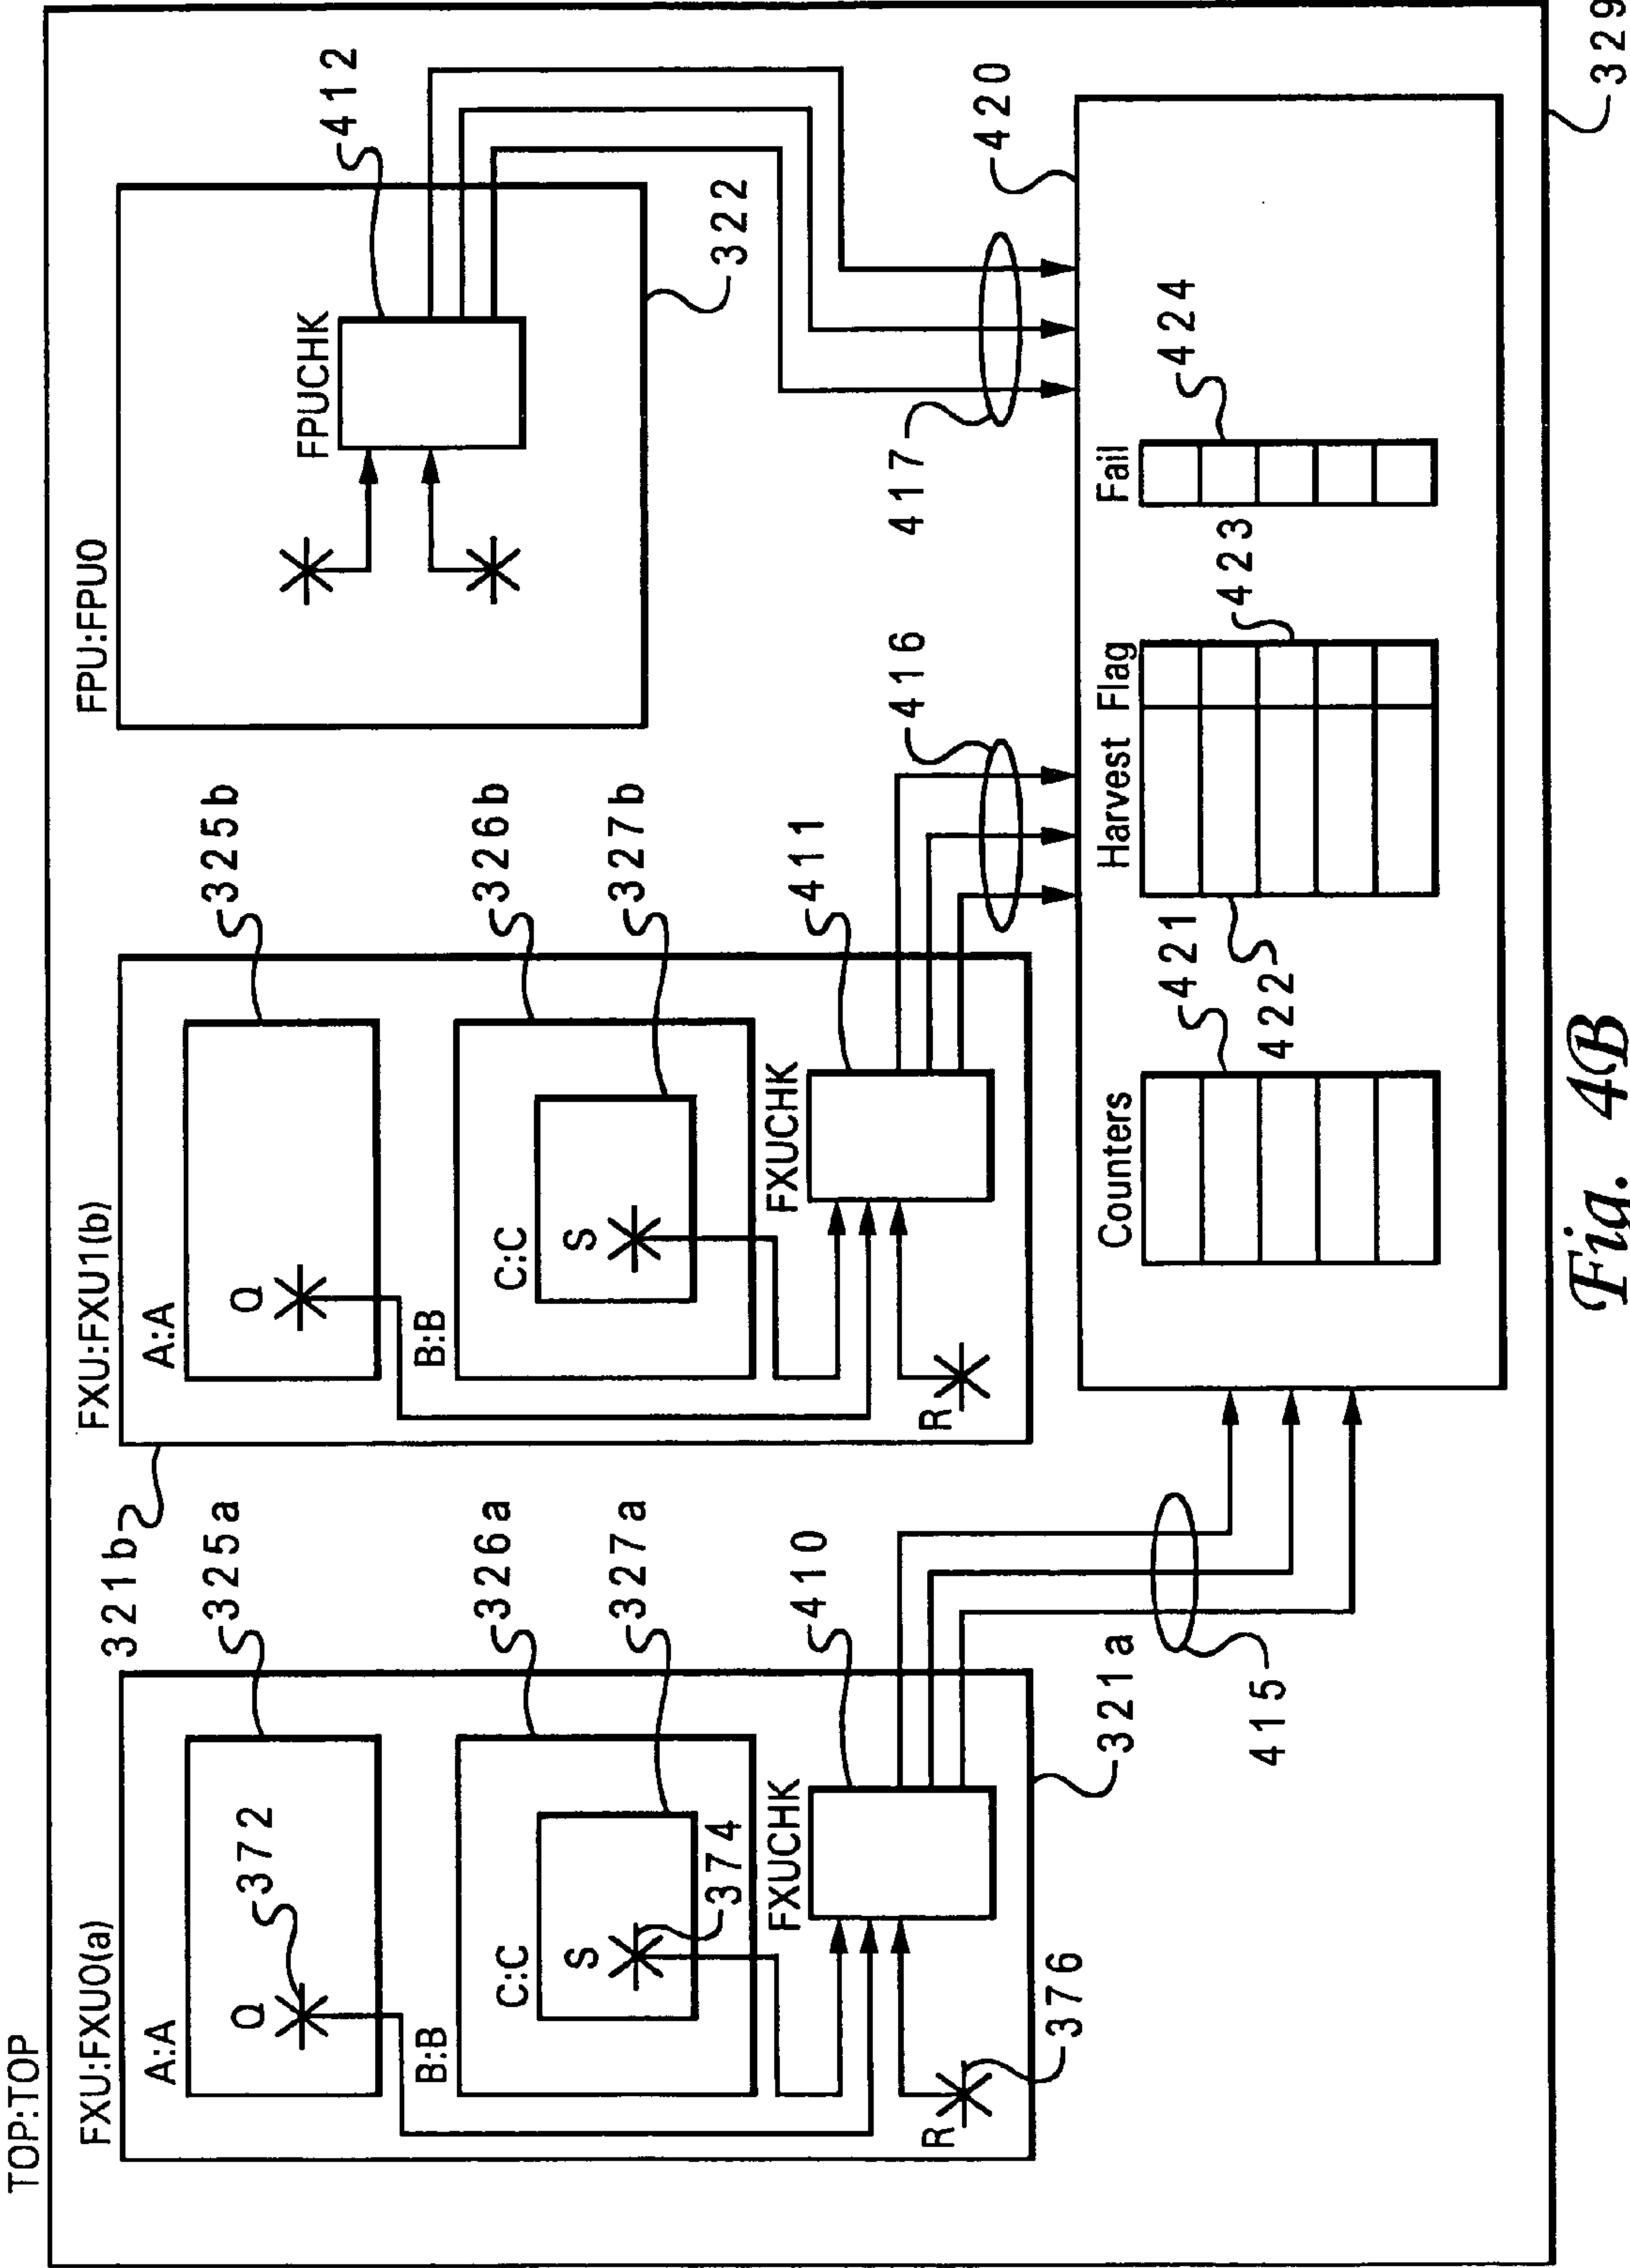 TOP:TOP
FXU:FXU0(a)
A:A
Q
372
325a
B:B
C:C
S
374
326a
327a
FXUCHK
410
R
376
321a
415
321b
FXU:FXU1(b)
A:A
Q
325b
B:B
C:C
S
326b
327b
FXUCHK
411
R
416
FPU:FPU0
FPUCHK
412
322
417
420
Counters
421
Harvest Flag
422
423
Fail
424
329
Fig. 4B